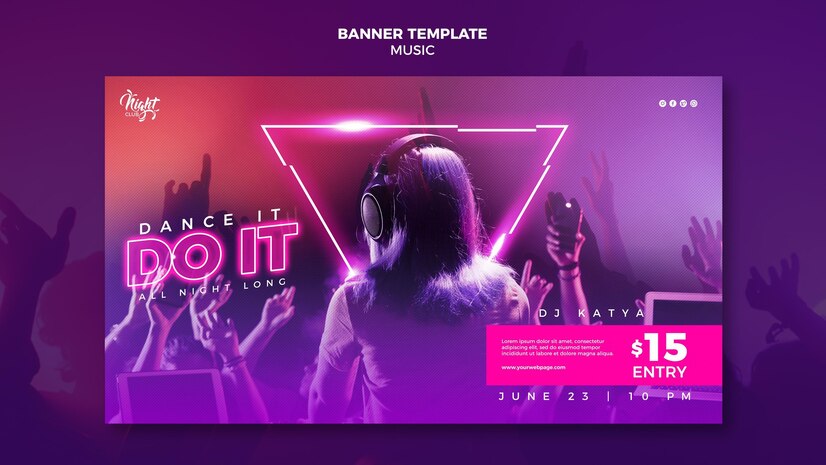 BANNER TEMPLATE
MUSIC
Night
CLUB
DANCE IT
DO IT
ALL NIGHT LONG
DJ KATYA
Lorem ipsum dolor sit amet, consectetur
adipiscing elit, sed do eiusmod tempor
incididunt ut labore et dolore magna aliqua.
www.yourwebpage.com
$15
ENTRY
JUNE 23 | 10 PM